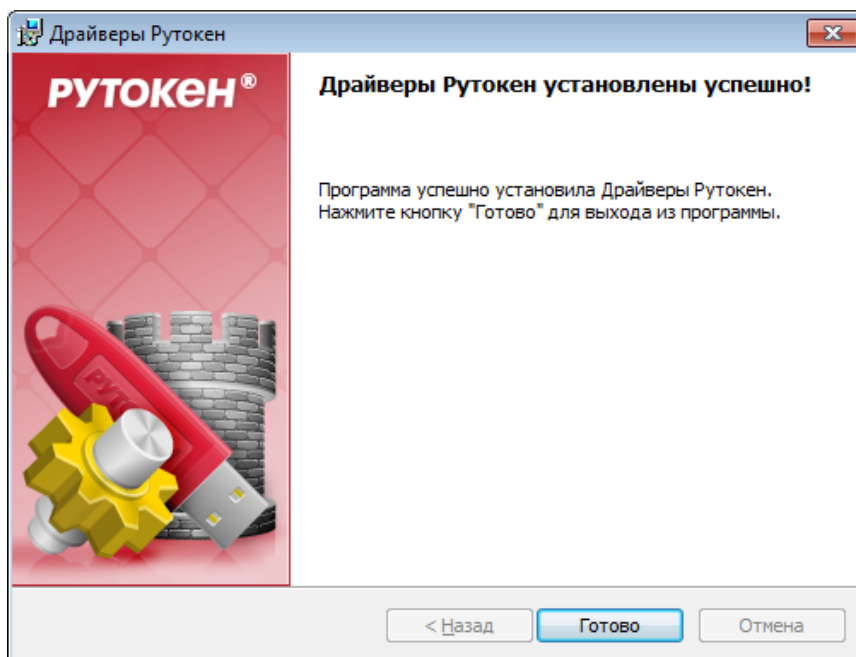 Драйверы Рутокен
РУТОКЕН®
Драйверы Рутокен установлены успешно!
Программа успешно установила Драйверы Рутокен.
Нажмите кнопку "Готово" для выхода из программы.
< Назад
Готово
Отмена